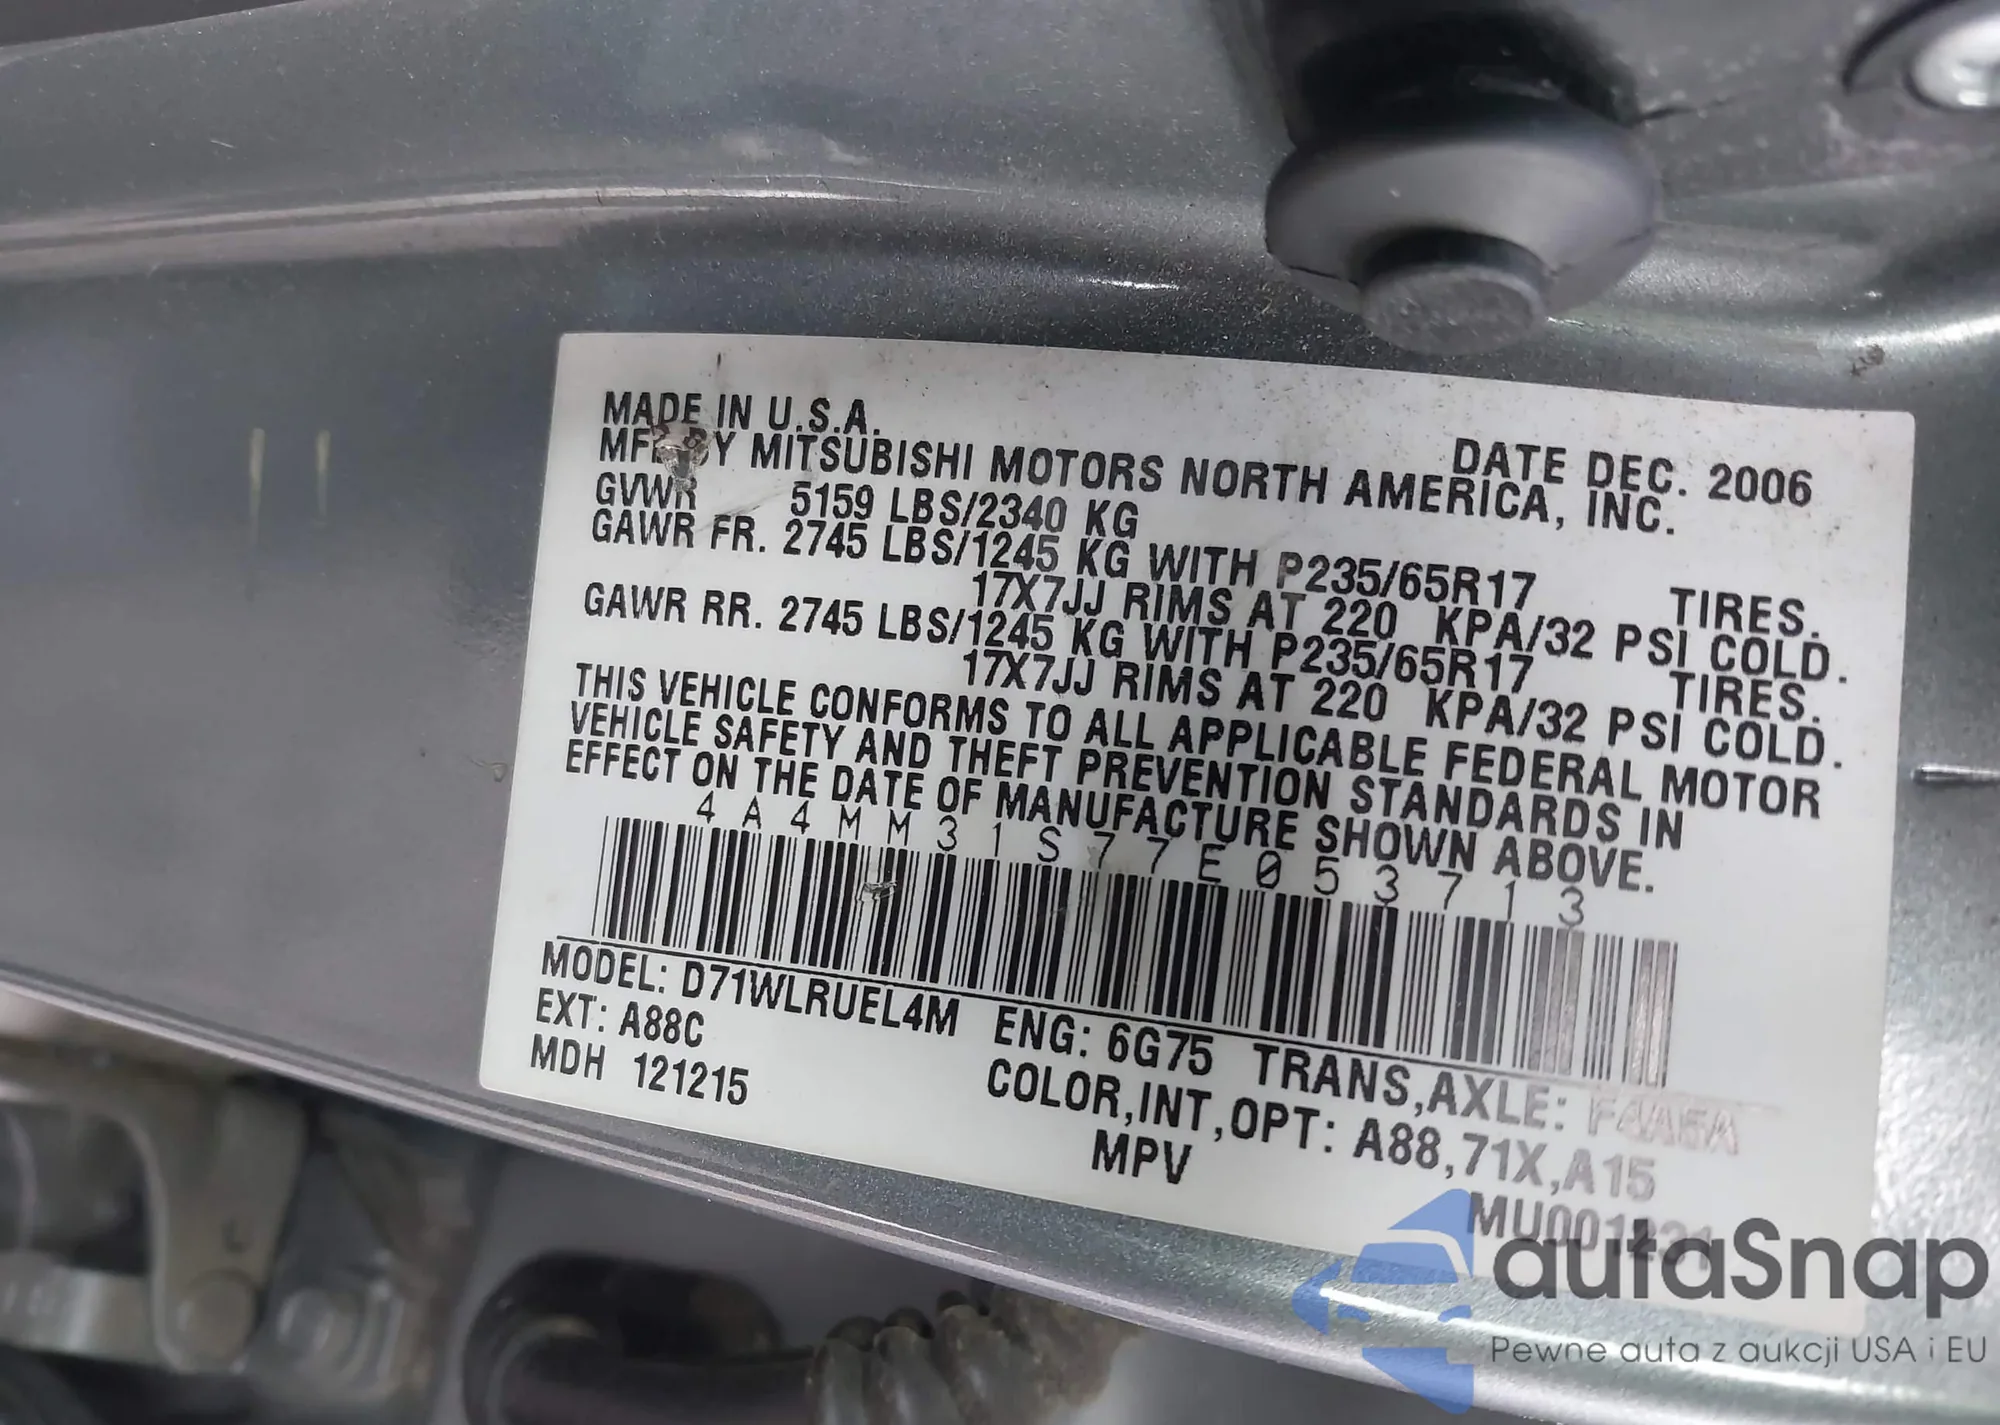 MADE IN U.S.A.
DATE DEC. 2006
BY MITSUBISHI MOTORS NORTH AMERICA, INC.
GVWR 5159 LBS/2340 KG
GAWR FR. 2745 LBS/1245 KG WITH P235/65R17 TIRES.
17X7JJ RIMS AT 220 KPA/32 PSI COLD.
GAWR RR. 2745 LBS/1245 KG WITH P235/65R17 TIRES.
17X7JJ RIMS AT 220 KPA/32 PSI COLD.
THIS VEHICLE CONFORMS TO ALL APPLICABLE FEDERAL MOTOR
VEHICLE SAFETY AND THEFT PREVENTION STANDARDS IN
EFFECT ON THE DATE OF MANUFACTURE SHOWN ABOVE.
4A4MM31S77E053713
MODEL: D71WLRUEL4M ENG: 6G75 TRANS,AXLE: F4A5A
EXT: A88C COLOR,INT,OPT: A88,71X,A15
MDH 121215 MPV
autaSnap
Pewne auta z aukcji USA i EU